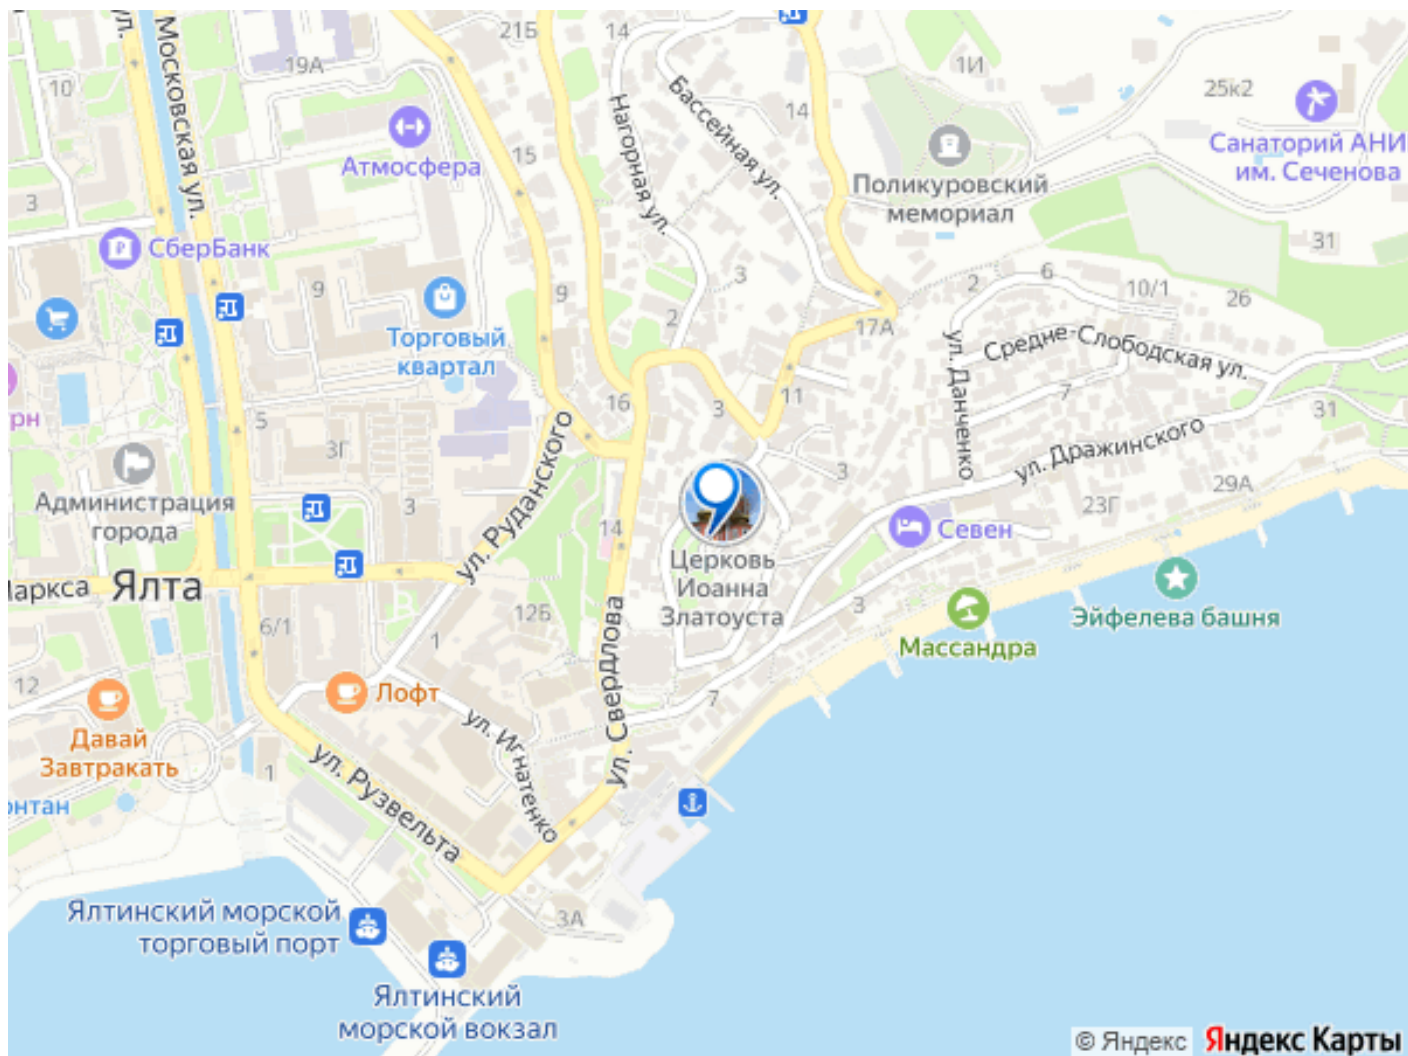 ул.
Московская ул.
21Б
14
19А
10
1И
25к2
Нагорная ул.
Бассейная ул.
14
Атмосфера
15
Санаторий АНИ
им. Сеченова
Поликуровский
мемориал
3
СберБанк
31
9
9
3
2
6
10/1
26
Торговый
квартал
2
17А
ул. Данченко
Средне-Слободская ул.
рн
5
16
3
11
7
31
3Г
ул. Руданского
ул. Дражинского
Администрация
города
3
14
3
23Г
29А
Севен
Церковь
Иоанна
Златоуста
Маркса
Ялта
12Б
6/1
1
3
Эйфелева башня
Массандра
12
Лофт
ул. Свердлова
7
Давай
Завтракать
ул. Игнатенко
1
онтан
ул. Рузвельта
Ялтинский морской
торговый порт
3А
Ялтинский
морской вокзал
© Яндекс
Яндекс Карты